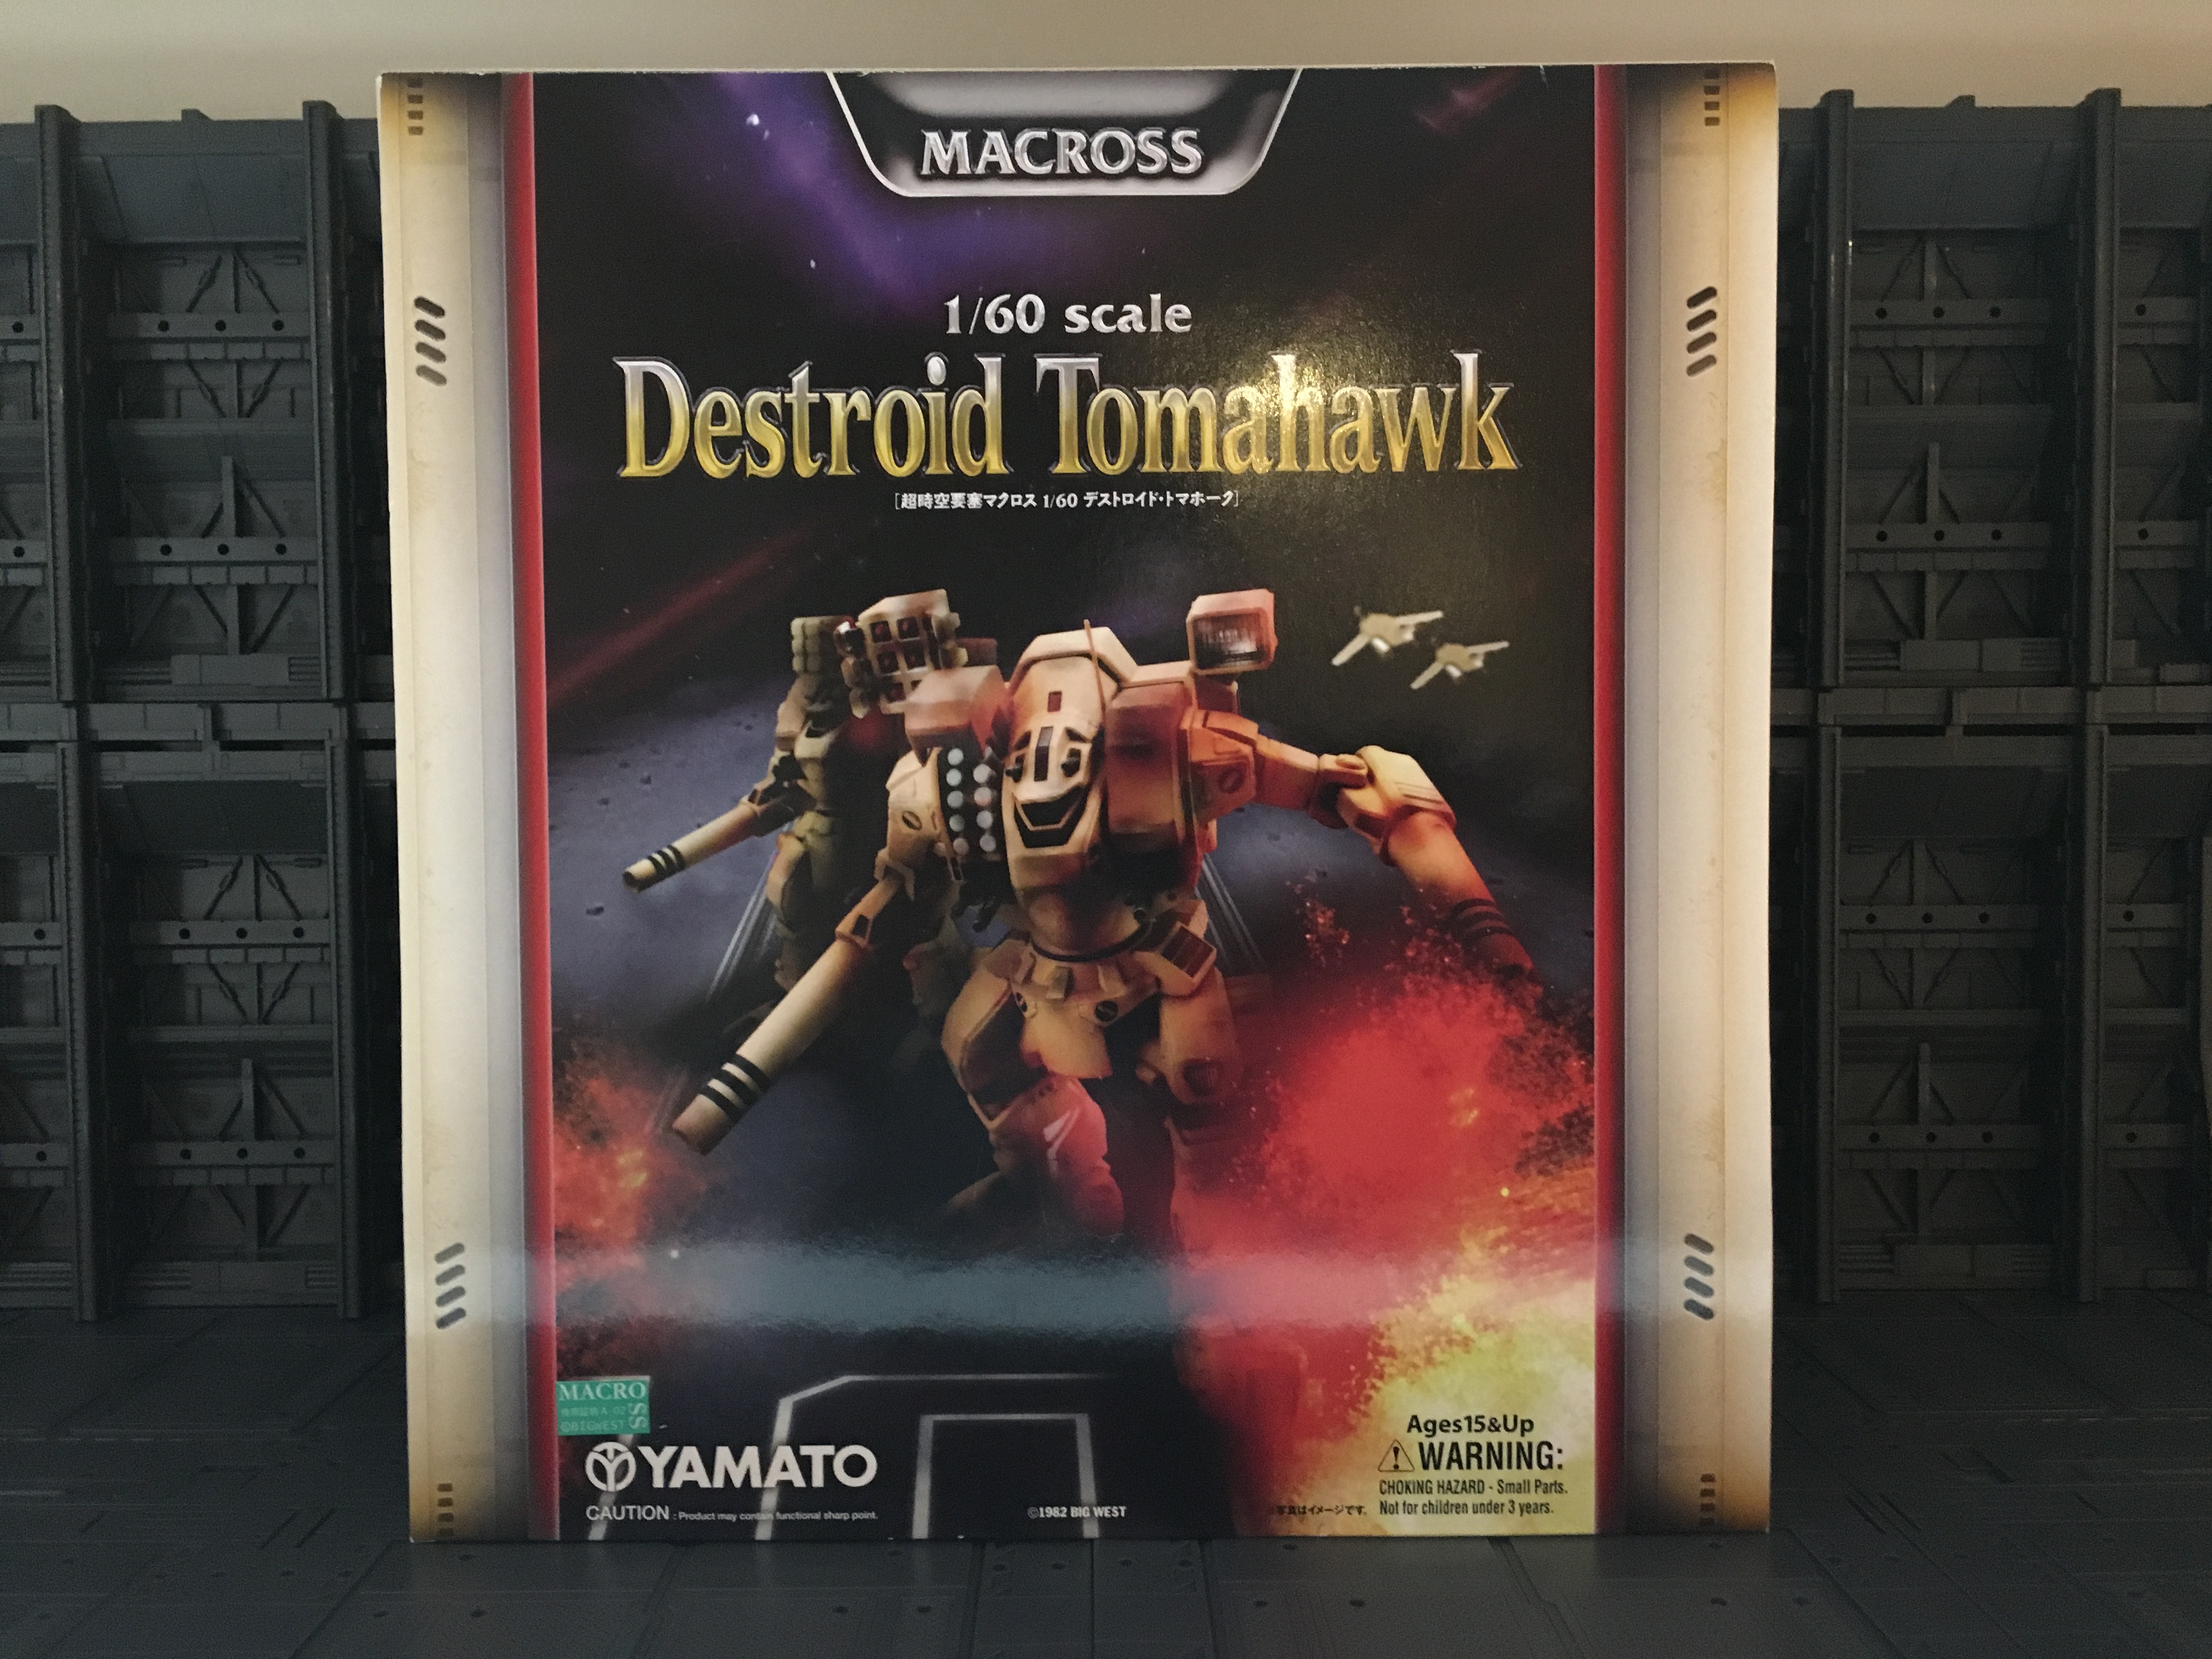 MACROSS
1/60 scale
Destroid Tomahawk
[超時空要塞マクロス 1/60 デストロイド・トマホーク]
MACROSS
©BIGWEST
YAMATO
CAUTION : Product may contain functional sharp point.
©1982 BIG WEST
写真はイメージです。
Ages15&Up
WARNING:
CHOKING HAZARD - Small Parts.
Not for children under 3 years.